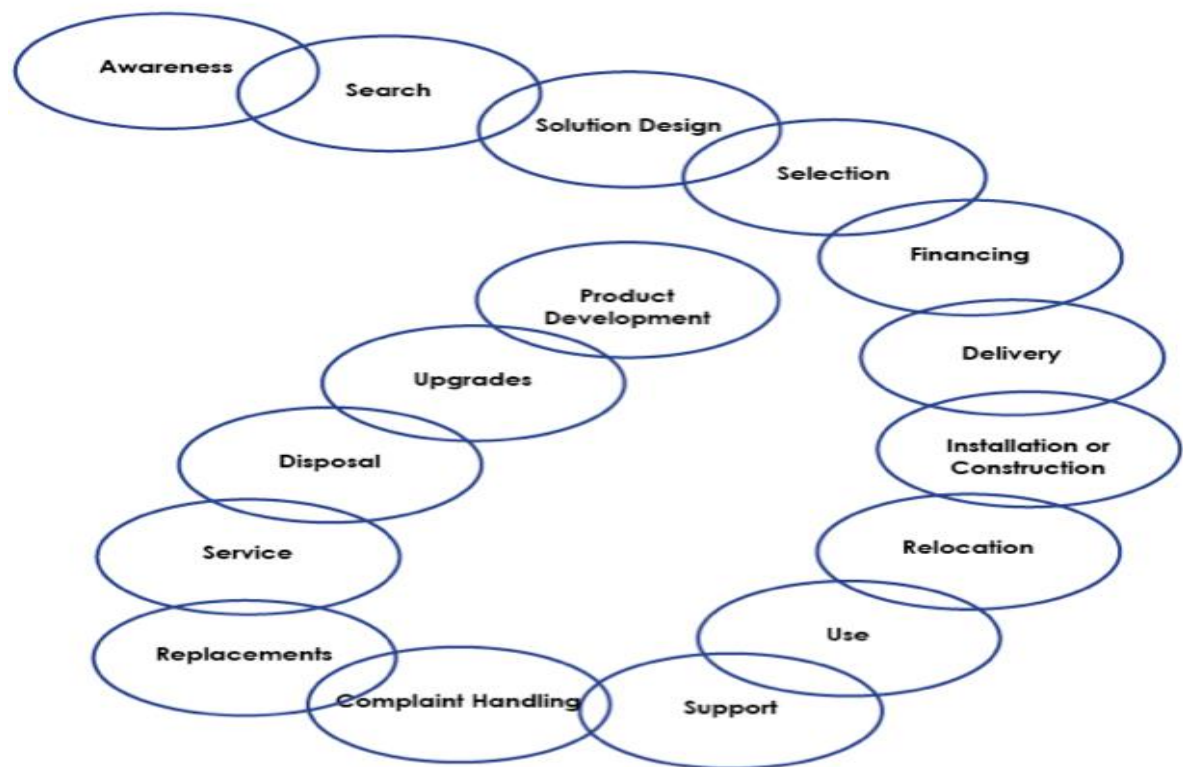 Awareness
Search
Solution Design
Selection
Financing
Delivery
Installation or
Construction
Relocation
Use
Support
Complaint Handling
Replacements
Service
Disposal
Upgrades
Product
Development